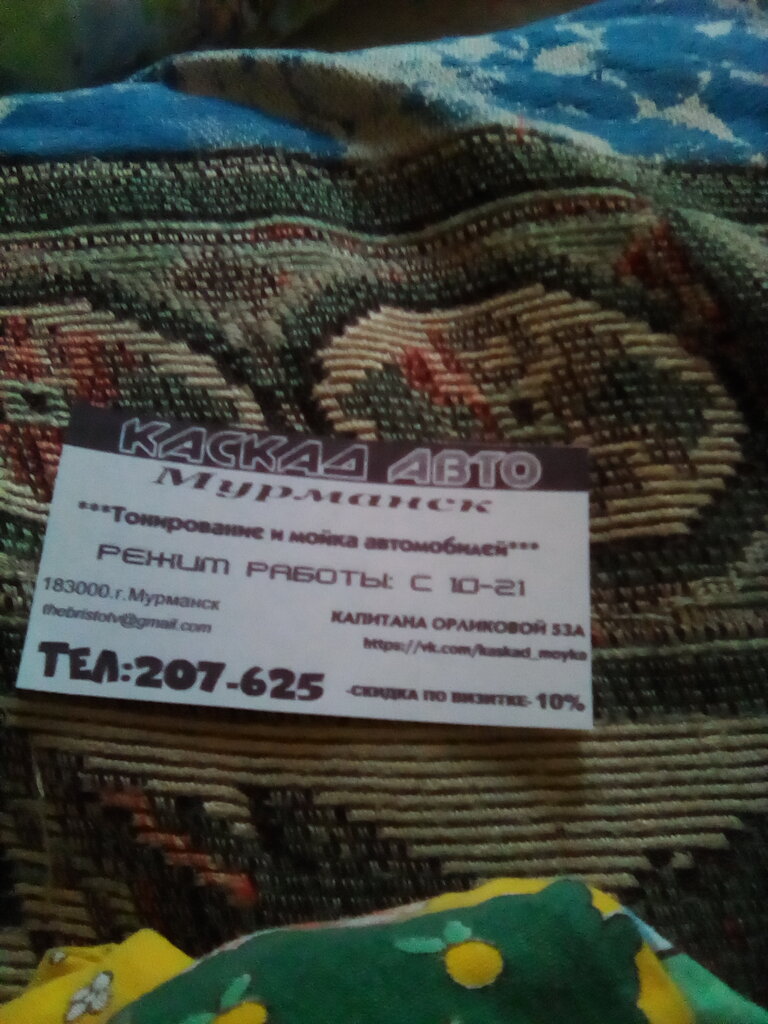 КАСКАД АВТО
Мурманск
***Тонирование и мойка автомобилей***
РЕЖИМ РАБОТЫ: С 10-21
183000.г.Мурманск
КАПИТАНА ОРЛИКОВОЙ 53А
thebristotv@gmail.com
https://vk.com/kaskad_moyka
ТЕЛ:207-625
-СКИДКА ПО ВИЗИТКЕ- 10%